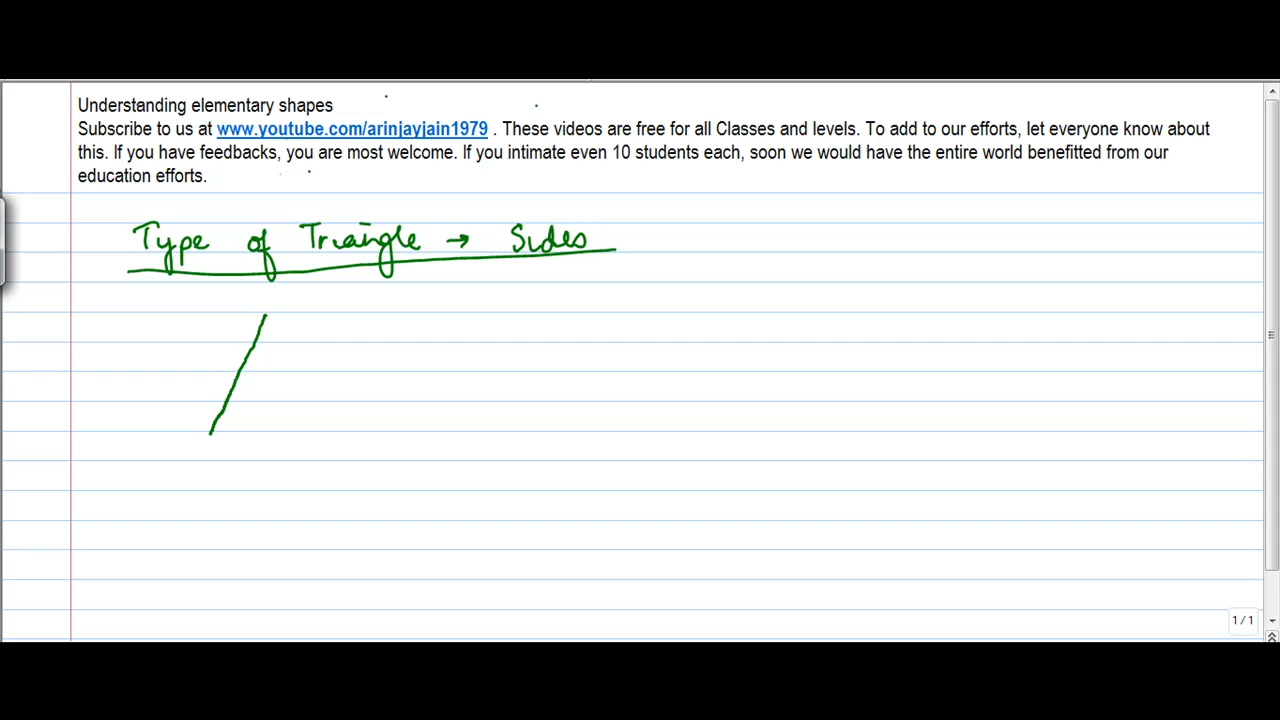 Understanding elementary shapes
Subscribe to us at www.youtube.com/arinjayjain1979 . These videos are free for all Classes and levels. To add to our efforts, let everyone know about
this. If you have feedbacks, you are most welcome. If you intimate even 10 students each, soon we would have the entire world benefitted from our
education efforts.
Type of Triangle → Sides
1 / 1